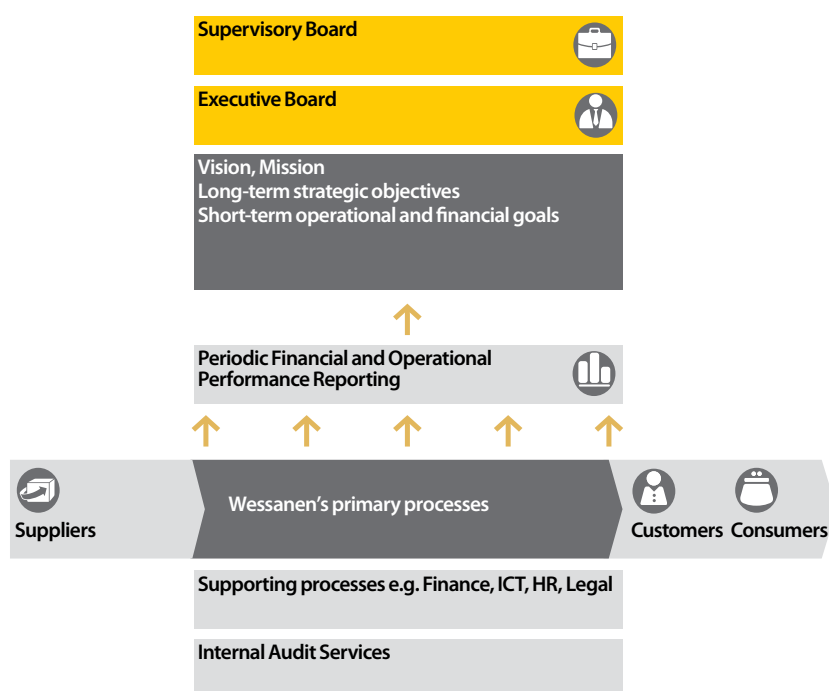 Supervisory Board
Executive Board
Vision, Mission
Long-term strategic objectives
Short-term operational and financial goals
Periodic Financial and Operational
Performance Reporting
Wessanen’s primary processes
Suppliers
Customers
Consumers
Supporting processes e.g. Finance, ICT, HR, Legal
Internal Audit Services